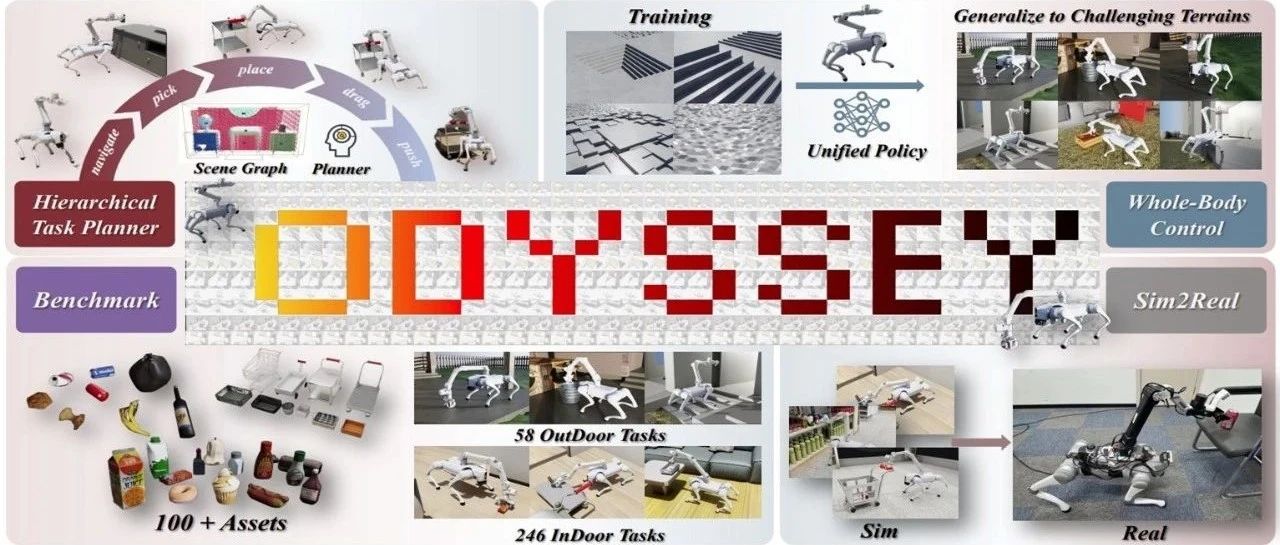 navigate
pick
place
drag
push
Scene Graph
Planner
Hierarchical
Task Planner
Training
Unified Policy
Generalize to Challenging Terrains
Whole-Body
Control
ODYSSEY
Benchmark
100 + Assets
58 OutDoor Tasks
246 InDoor Tasks
Sim2Real
Sim
Real